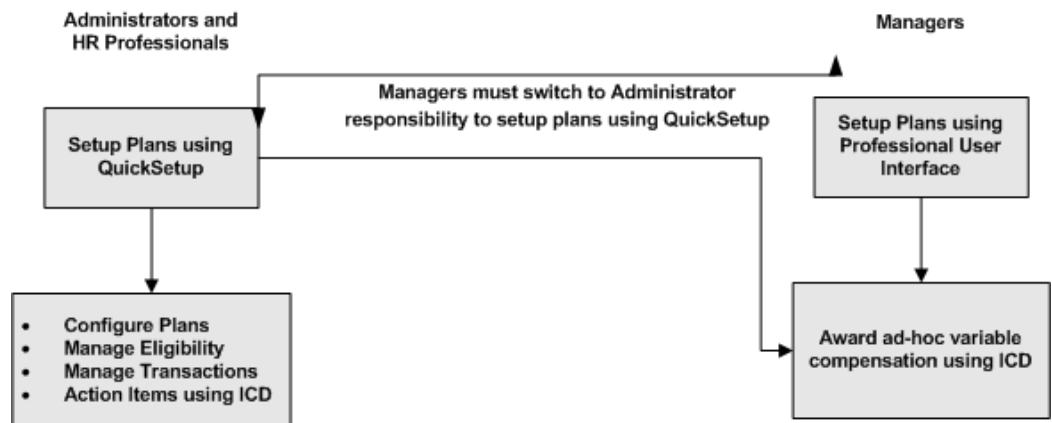 Administrators and
HR Professionals
Managers
Managers must switch to Administrator
responsibility to setup plans using QuickSetup
Setup Plans using
QuickSetup
Setup Plans using
Professional User
Interface
• Configure Plans
• Manage Eligibility
• Manage Transactions
• Action Items using ICD
Award ad-hoc variable
compensation using ICD